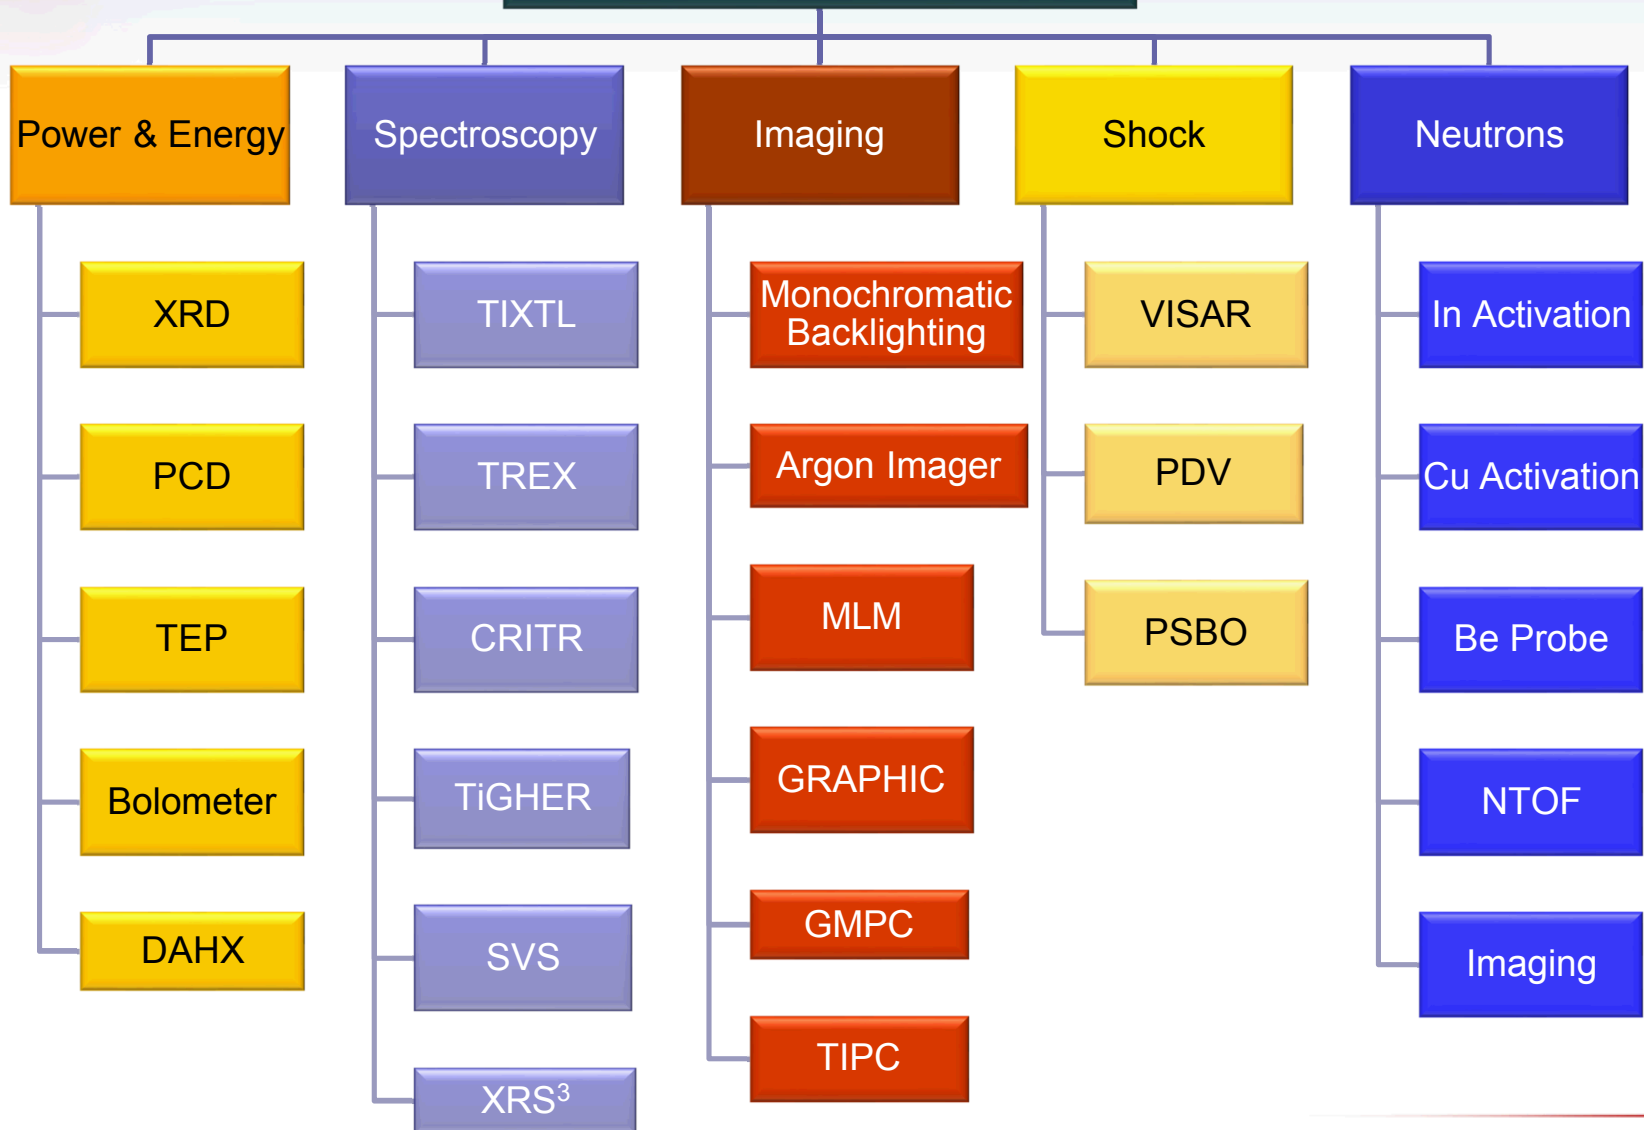 Power & Energy
Spectroscopy
Imaging
Shock
Neutrons
XRD
PCD
TEP
Bolometer
DAHX
TIXTL
TREX
CRITR
TiGHER
SVS
XRS³
Monochromatic
Backlighting
Argon Imager
MLM
GRAPHIC
GMPC
TIPC
VISAR
PDV
PSBO
In Activation
Cu Activation
Be Probe
NTOF
Imaging